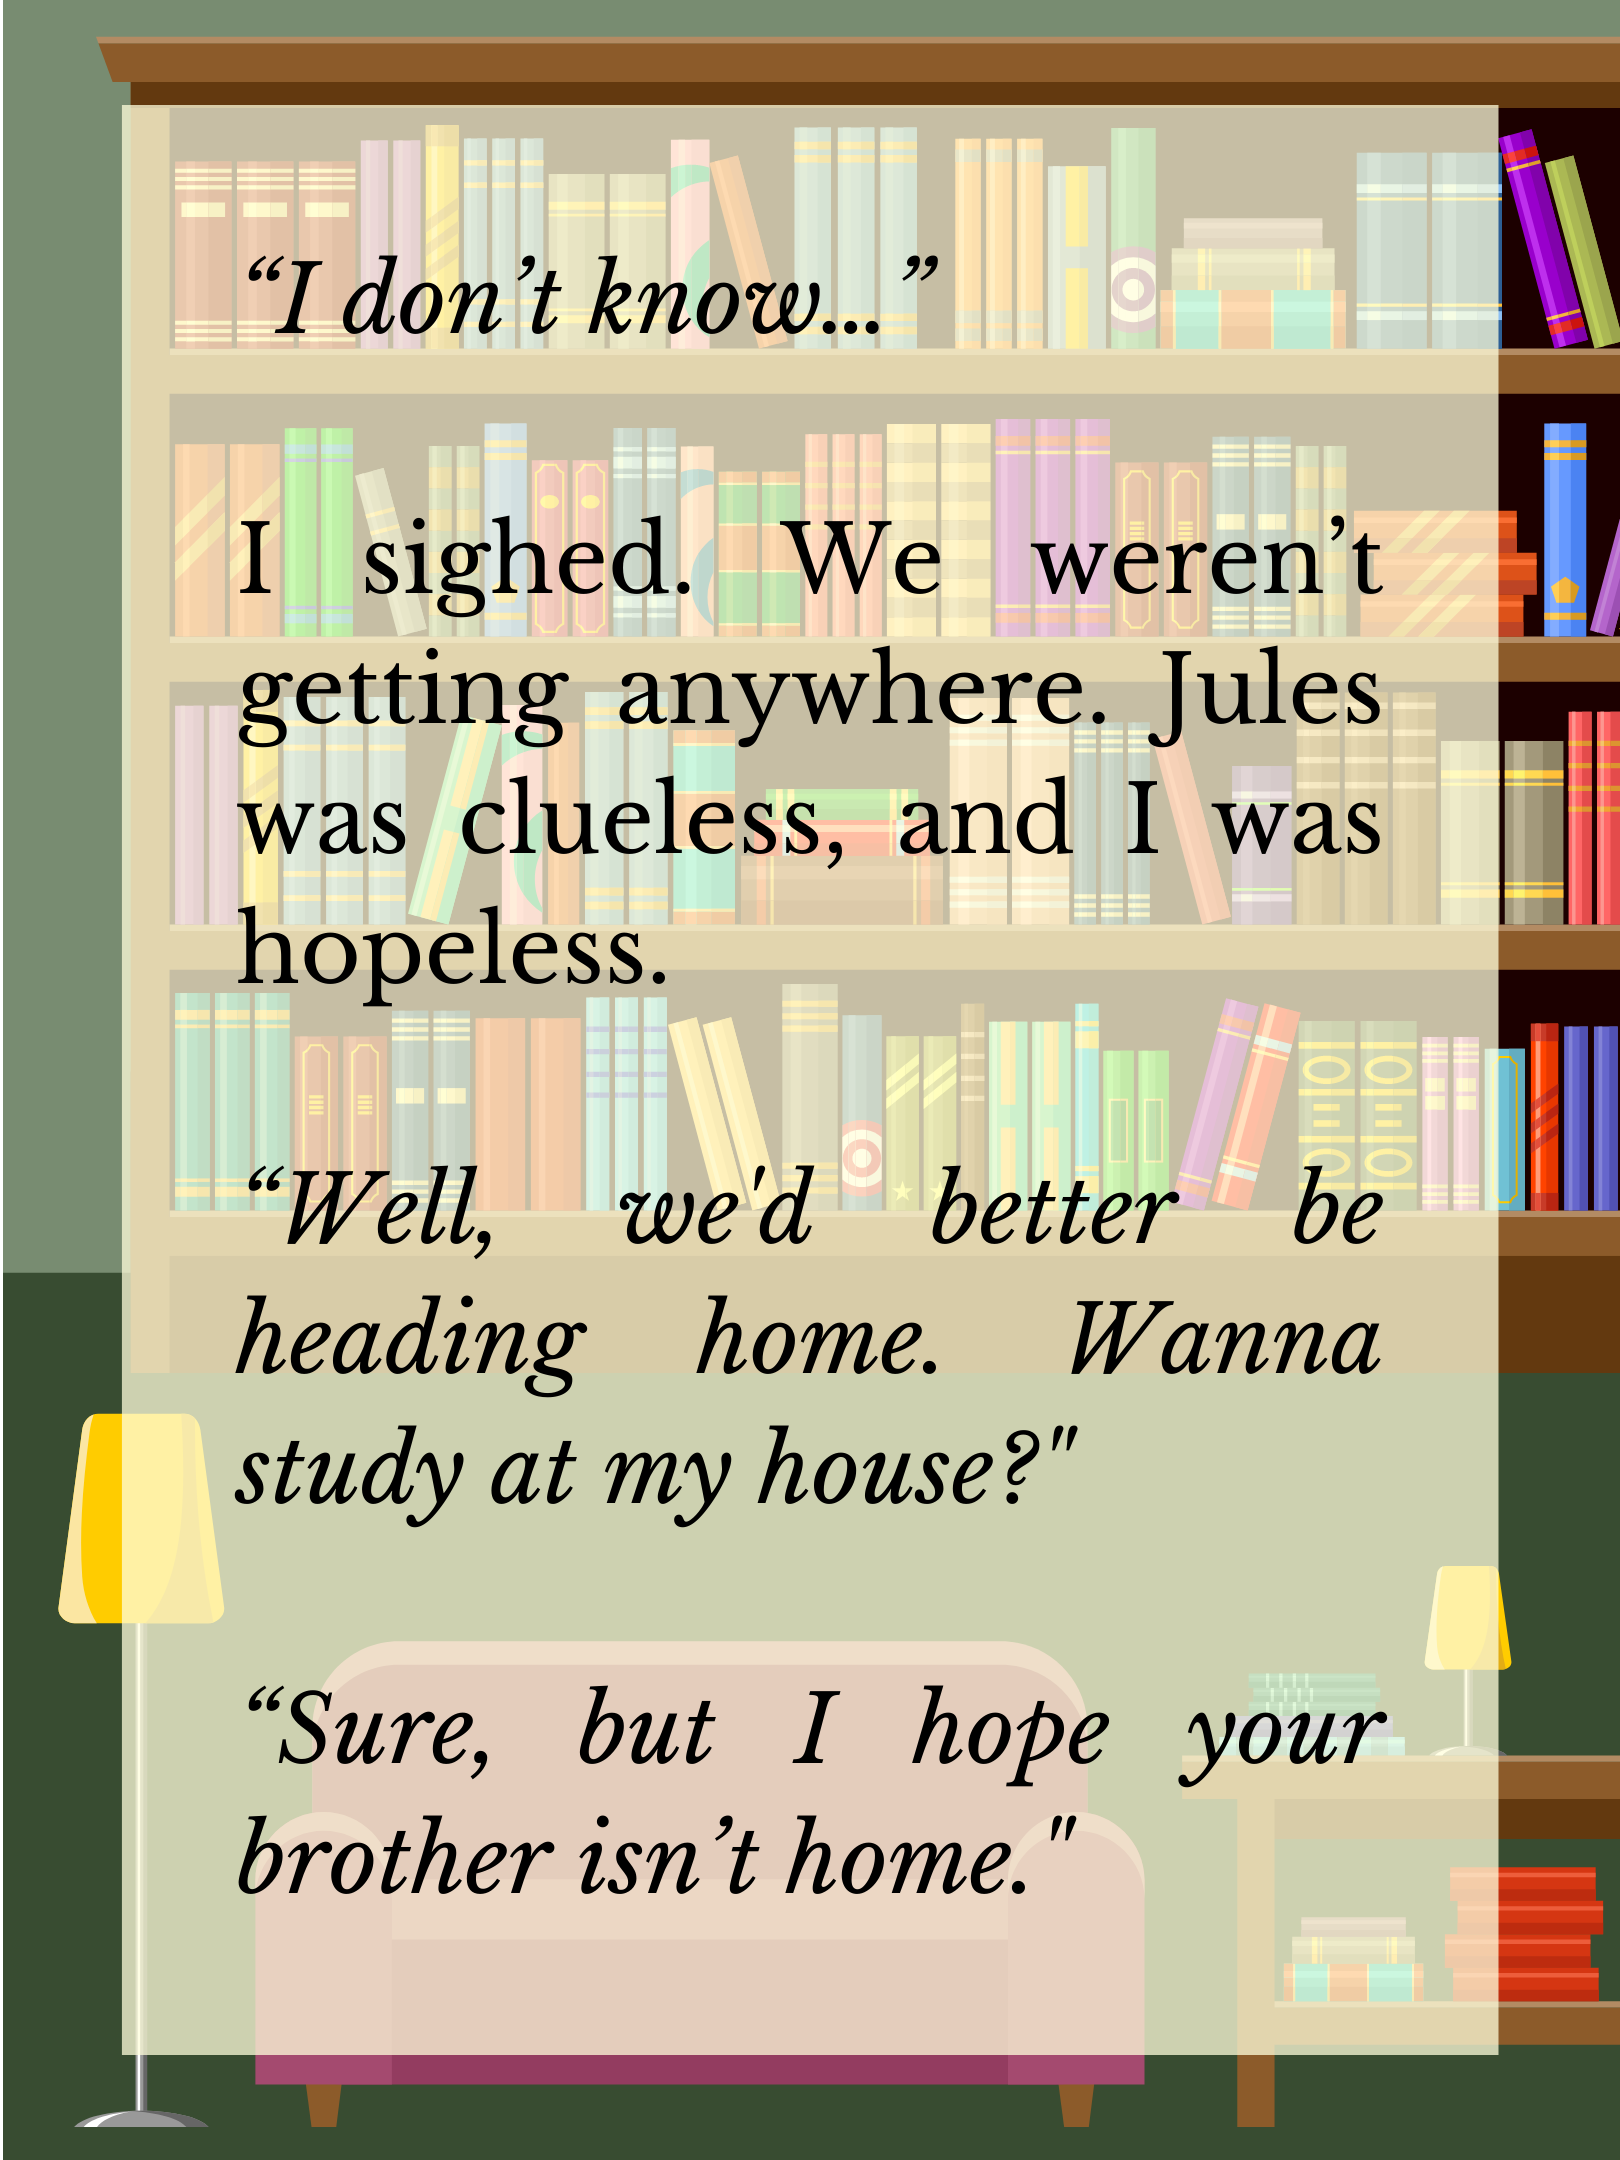 “I don’t know...”
I sighed. We weren’t
getting anywhere. Jules
was clueless, and I was
hopeless.
“Well, we'd better be
heading home. Wanna
study at my house?"
“Sure, but I hope your
brother isn’t home."